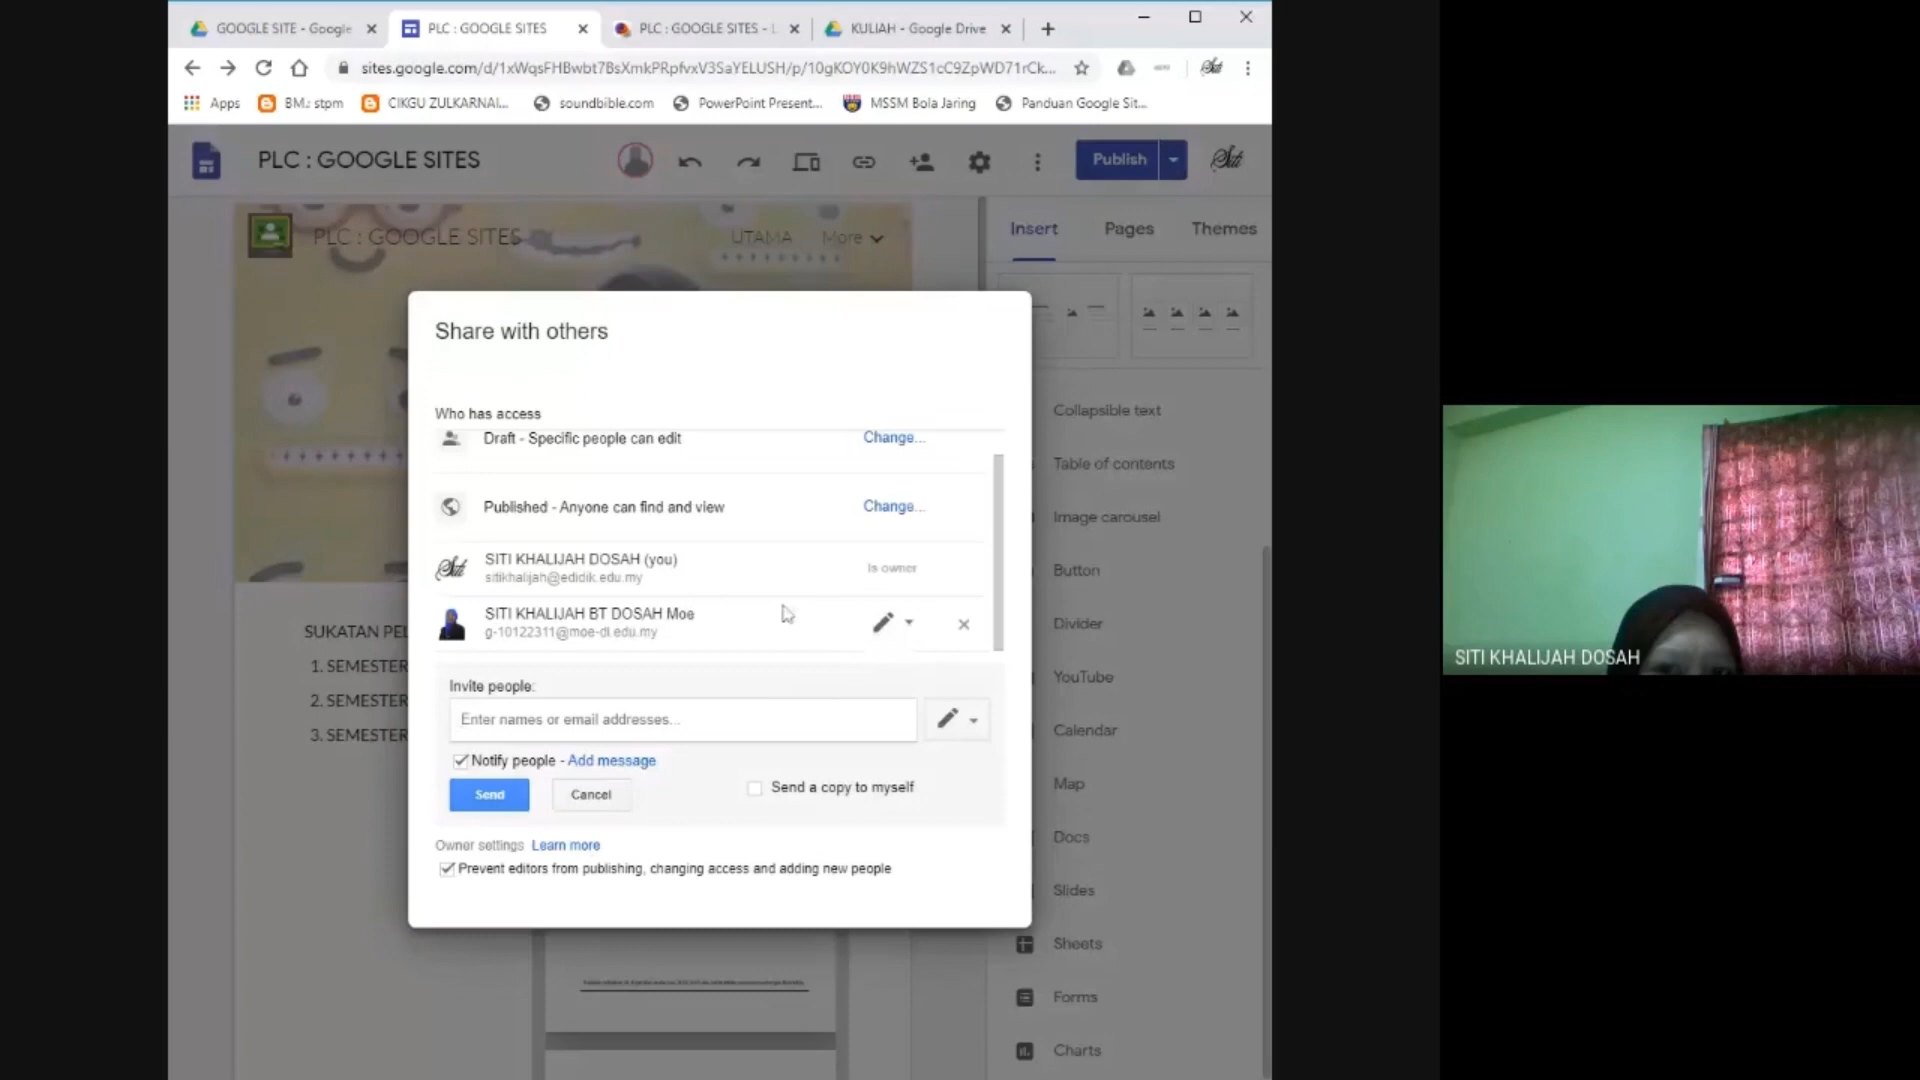 GOOGLE SITE - Google
PLC : GOOGLE SITES
PLC : GOOGLE SITES -
KULIAH - Google Drive
sites.google.com/d/1xWqsFHBwbt7BsXmkPRpfvxV3SaYELUSH/p/10gKOY0K9hWZS1cC9ZpWD71rCk...
Apps
BM.: stpm
CIKGU ZULKARNAI...
soundbible.com
PowerPoint Present...
MSSM Bola Jaring
Panduan Google Sit...
PLC : GOOGLE SITES
Publish
Siti
PLC : GOOGLE SITES
UTAMA
More
Insert
Pages
Themes
Share with others
Who has access
Draft - Specific people can edit
Change...
Published - Anyone can find and view
Change...
SITI KHALIJAH DOSAH (you)
sitikhalijah@edidik.edu.my
Is owner
SITI KHALIJAH BT DOSAH Moe
g-10122311@moe-dl.edu.my
Invite people:
Enter names or email addresses...
Notify people - Add message
Send
Cancel
Send a copy to myself
Owner settings Learn more
Prevent editors from publishing, changing access and adding new people
SUKATAN PEL
1. SEMESTER
2. SEMESTER
3. SEMESTER
Collapsible text
Table of contents
Image carousel
Button
Divider
YouTube
Calendar
Map
Docs
Slides
Sheets
Forms
Charts
SITI KHALIJAH DOSAH